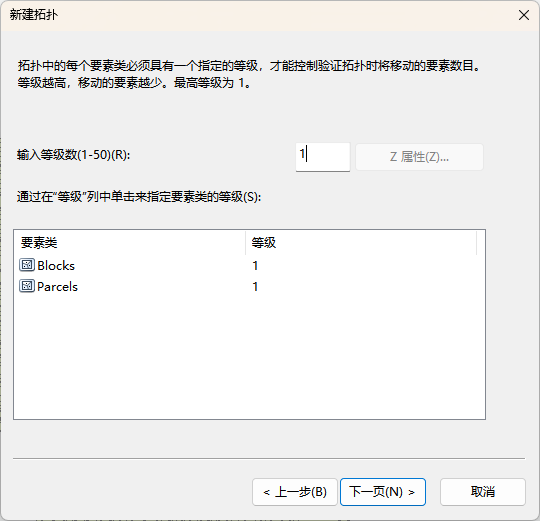 新建拓扑
拓扑中的每个要素类必须具有一个指定的等级，才能控制验证拓扑时将移动的要素数目。
等级越高，移动的要素越少。最高等级为 1。
输入等级数(1-50)(R): 1 Z 属性(Z)...
通过在“等级”列中单击来指定要素类的等级(S):
要素类 等级
Blocks 1
Parcels 1
< 上一步(B) 下一页(N) > 取消